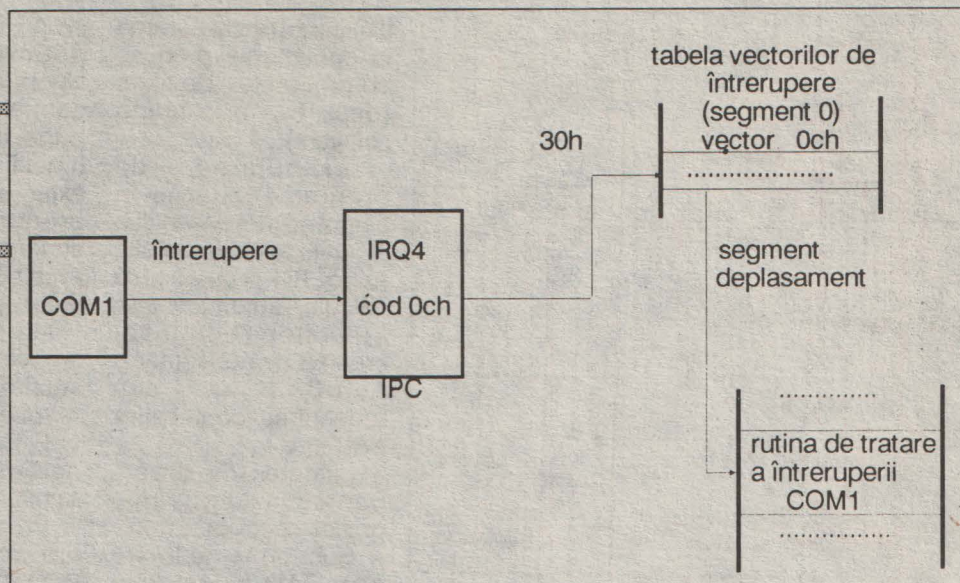 tabela vectorilor de
întrerupere
(segment 0)
vector 0ch
30h
.....................
întrerupere
IRQ4
segment
deplasament
COM1
cod 0ch
IPC
..............
rutina de tratare
a întreruperii
COM1
................